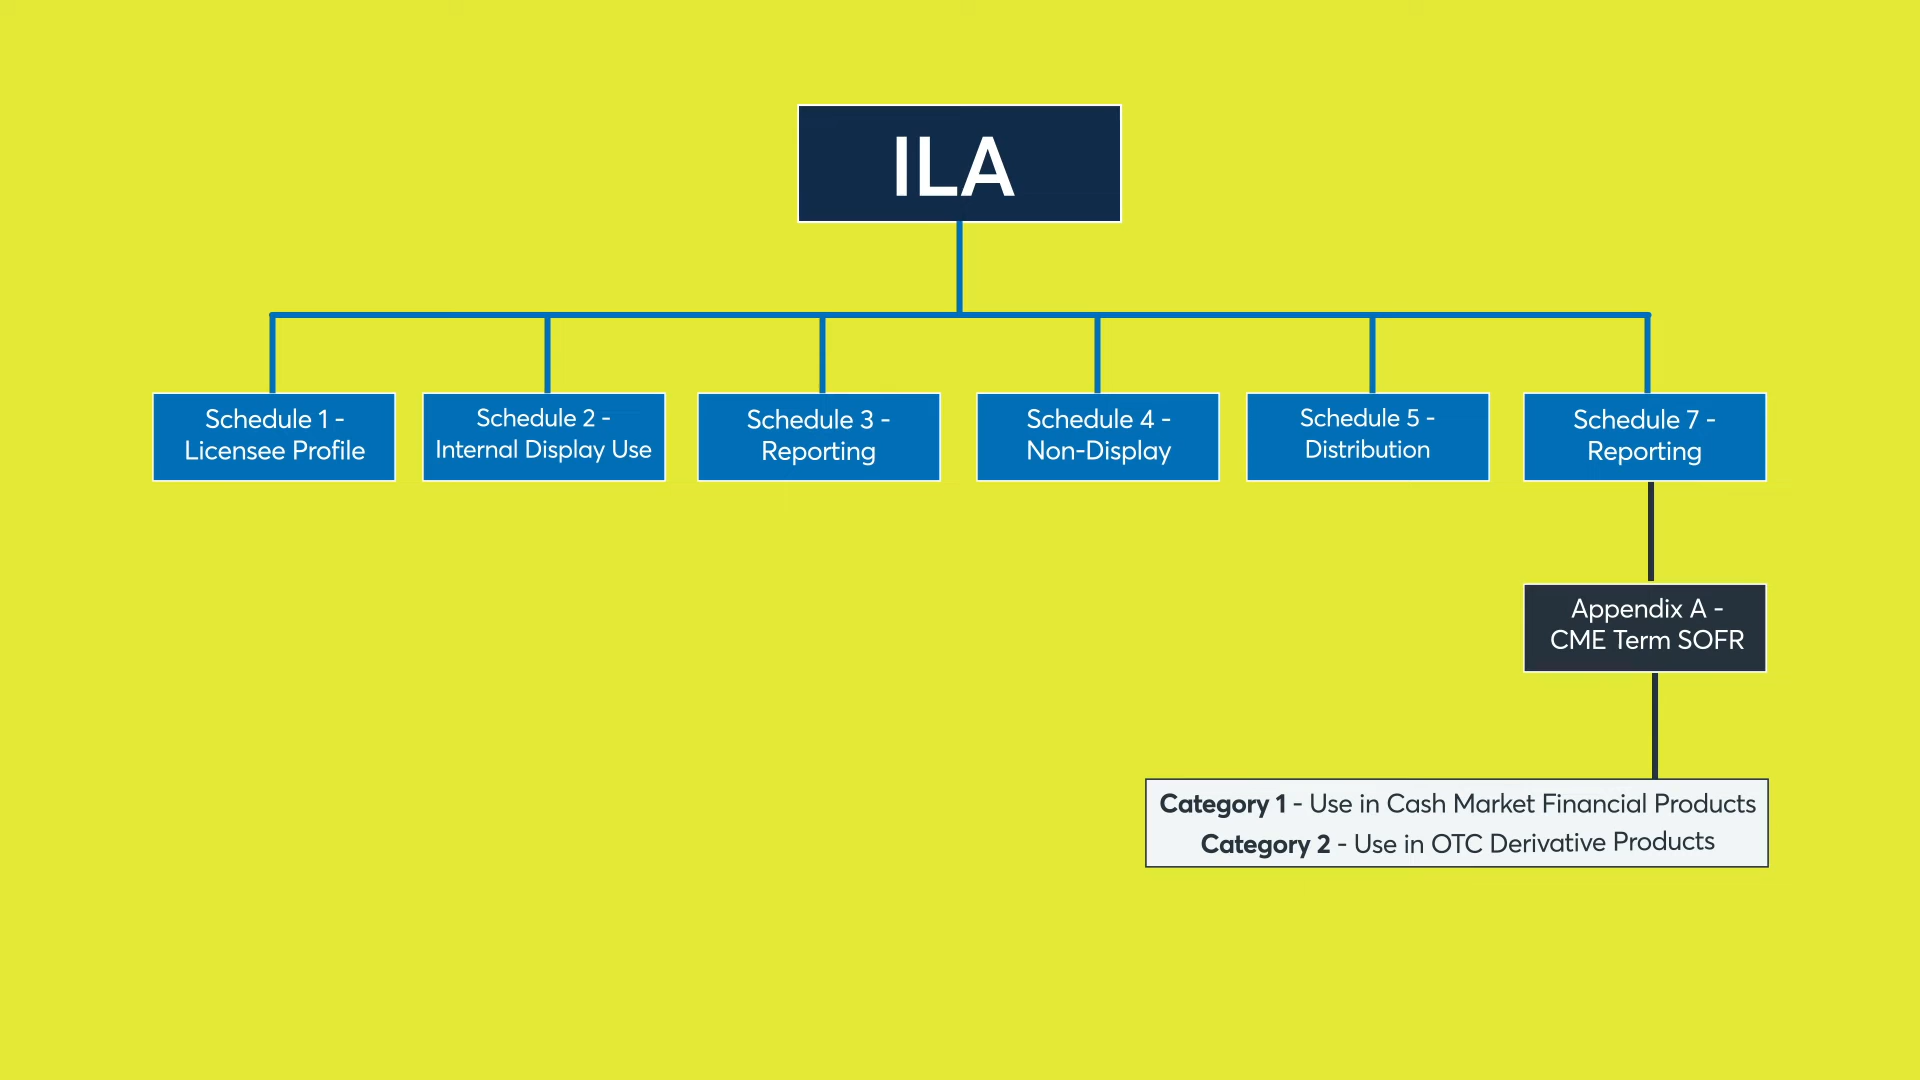 ILA
Schedule 1 -
Licensee Profile
Schedule 2 -
Internal Display Use
Schedule 3 -
Reporting
Schedule 4 -
Non-Display
Schedule 5 -
Distribution
Schedule 7 -
Reporting
Appendix A -
CME Term SOFR
Category 1 - Use in Cash Market Financial Products
Category 2 - Use in OTC Derivative Products